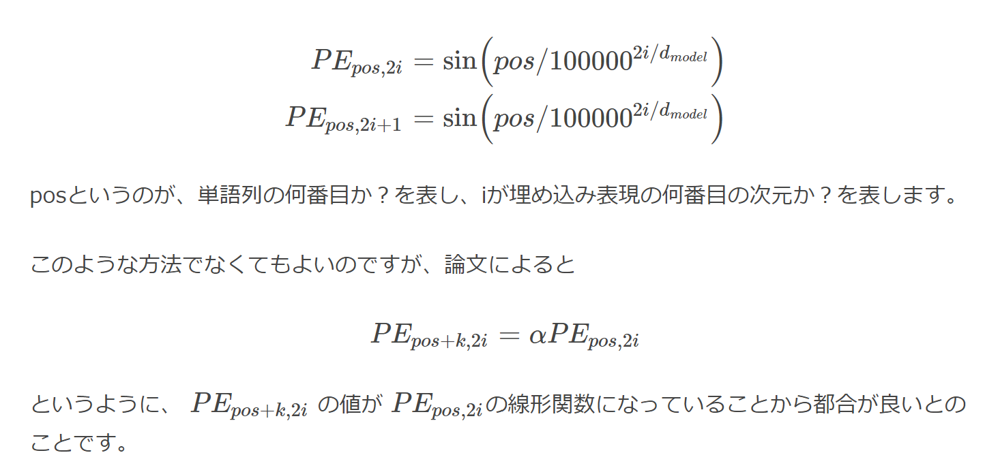 PE_{pos,2i} = sin(pos/100000^{2i/d_{model}})
PE_{pos,2i+1} = sin(pos/100000^{2i/d_{model}})
posというのが、単語列の何番目か？を表し、iが埋め込み表現の何番目の次元か？を表します。
このような方法でなくてもよいのですが、論文によると
PE_{pos+k,2i} = αPE_{pos,2i}
というように、 PE_{pos+k,2i} の値が PE_{pos,2i}の線形関数になっていることから都合が良いとの
ことです。